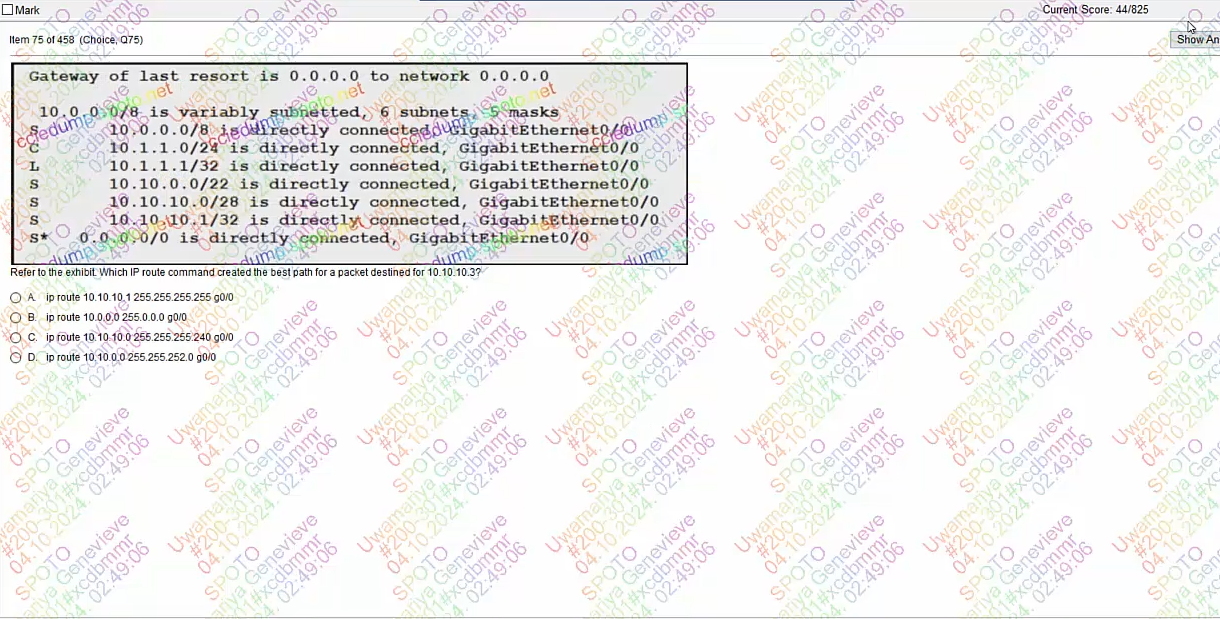 Mark
Current Score: 44/825
Item 75 of 458 (Choice, Q75)
Show An
Gateway of last resort is 0.0.0.0 to network 0.0.0.0
10.0.0.0/8 is variably subnetted, 6 subnets, 5 masks
S 10.0.0.0/8 is directly connected, GigabitEthernet0/0
C 10.1.1.0/24 is directly connected, GigabitEthernet0/0
L 10.1.1.1/32 is directly connected, GigabitEthernet0/0
S 10.10.0.0/22 is directly connected, GigabitEthernet0/0
S 10.10.10.0/28 is directly connected, GigabitEthernet0/0
S 10.10.10.1/32 is directly connected, GigabitEthernet0/0
S* 0.0.0.0/0 is directly connected, GigabitEthernet0/0
Refer to the exhibit. Which IP route command created the best path for a packet destined for 10.10.10.3?
A. ip route 10.10.10.1 255.255.255.255 g0/0
B. ip route 10.0.0.0 255.0.0.0 g0/0
C. ip route 10.10.10.0 255.255.255.240 g0/0
D. ip route 10.10.0.0 255.255.252.0 g0/0
ccledump.spoto.net
SPOTO Genevieve
Uwamanya
#200-301#xcdbmmr
04.10.2024. 02:49:06